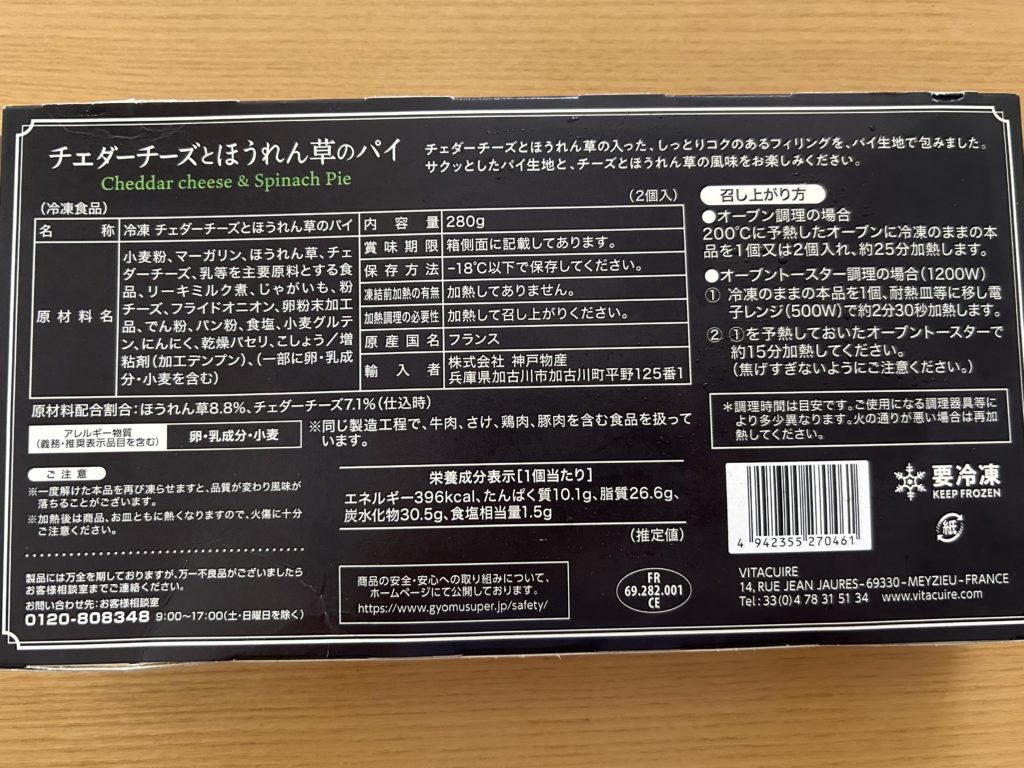 チェダーチーズとほうれん草のパイ
Cheddar cheese & Spinach Pie
チェダーチーズとほうれん草の入った、しっとりコクのあるフィリングを、パイ生地で包みました。
サクッとしたパイ生地と、チーズとほうれん草の風味をお楽しみください。
(冷凍食品)
(2個入)
名 称 冷凍 チェダーチーズとほうれん草のパイ
原材料名
小麦粉、マーガリン、ほうれん草、チェ
ダーチーズ、乳等を主要原料とする食
品、リーキミルク煮、じゃがいも、粉
チーズ、フライドオニオン、卵粉末加工
品、でん粉、パン粉、食塩、小麦グルテ
ン、にんにく、乾燥パセリ、こしょう/増
粘剤(加工デンプン)、(一部に卵・乳成
分・小麦を含む)
内容量 280g
賞味期限 箱側面に記載してあります。
保存方法 -18℃以下で保存してください。
凍結前加熱の有無 加熱してありません。
加熱調理の必要性 加熱して召し上がりください。
原産国名 フランス
輸入者 株式会社 神戸物産
兵庫県加古川市加古川町平野125番1
原材料配合割合:ほうれん草8.8%、チェダーチーズ7.1%(仕込時)
アレルギー物質
(義務・推奨表示品目を含む)
卵・乳成分・小麦
※同じ製造工程で、牛肉、さけ、鶏肉、豚肉を含む食品を扱って
います。
ご注意
※一度解けた本品を再び凍らせますと、品質が変わり風味が
落ちることがございます。
※加熱後は商品、お皿ともに熱くなりますので、火傷に十分
ご注意ください。
製品には万全を期しておりますが、万一不良品がございましたら
お客様相談室までご連絡ください。
お問い合わせ先:お客様相談室
0120-808348 9:00~17:00(土・日曜日を除く)
栄養成分表示[1個当たり]
エネルギー396kcal、たんぱく質10.1g、脂質26.6g、
炭水化物30.5g、食塩相当量1.5g
(推定値)
商品の安全・安心への取り組みについて、
ホームページにて公開しております。
https://www.gyomusuper.jp/safety/
FR
69.282.001
CE
召し上がり方
●オーブン調理の場合
200℃に予熱したオーブンに冷凍のままの本
品を1個又は2個入れ、約25分加熱します。
●オーブントースター調理の場合(1200W)
① 冷凍のままの本品を1個、耐熱皿等に移し電
子レンジ(500W)で約2分30秒加熱します。
② ①を予熱しておいたオーブントースターで
約15分加熱してください。
(焦げすぎないようにご注意ください。)
*調理時間は目安です。ご使用になる調理器具等に
より多少異なります。火の通りが悪い場合は再加
熱してください。
4 942355 270461
要冷凍
KEEP FROZEN
紙
VITACUIRE
14, RUE JEAN JAURES-69330-MEYZIEU-FRANCE
Tel:33(0)4 78 31 51 34 www.vitacuire.com